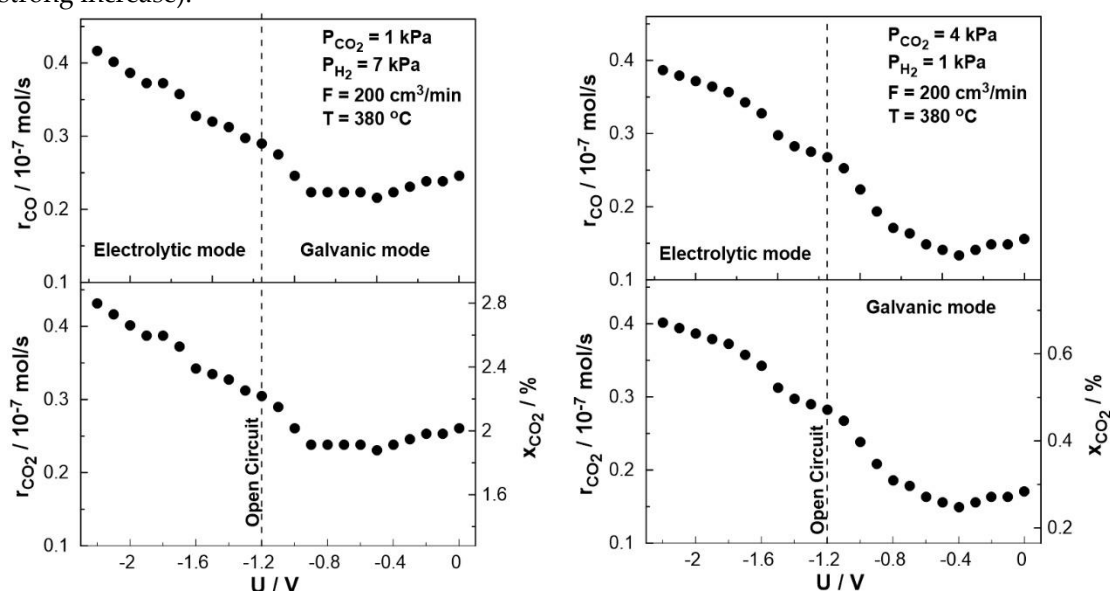 strong increase).
P_CO2 = 1 kPa
P_H2 = 7 kPa
F = 200 cm³/min
T = 380 °C
r_CO / 10⁻⁷ mol/s
0.4
0.3
0.2
0.1
Electrolytic mode
Galvanic mode
r_CO2 / 10⁻⁷ mol/s
0.4
0.3
0.2
0.1
Open Circuit
2.8
2.4
2
1.6
x_CO2 / %
-2
-1.6
-1.2
-0.8
-0.4
0
U / V
P_CO2 = 4 kPa
P_H2 = 1 kPa
F = 200 cm³/min
T = 380 °C
r_CO / 10⁻⁷ mol/s
0.4
0.3
0.2
0.1
Electrolytic mode
Galvanic mode
r_CO2 / 10⁻⁷ mol/s
0.4
0.3
0.2
0.1
Open Circuit
0.6
0.4
0.2
x_CO2 / %
-2
-1.6
-1.2
-0.8
-0.4
0
U / V